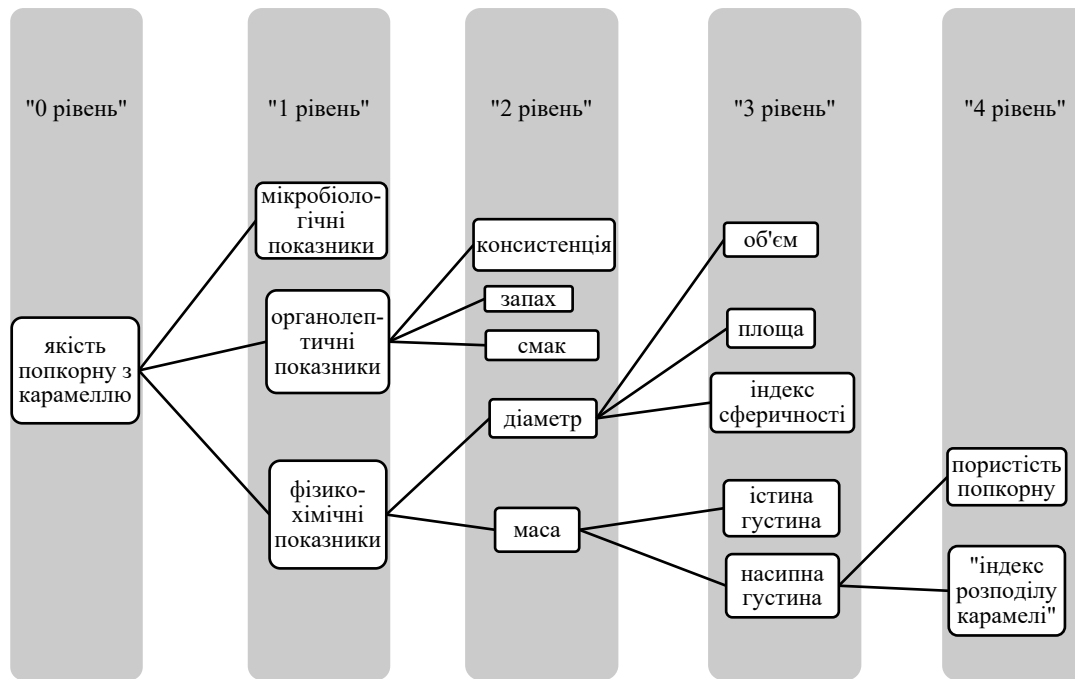 "0 рівень"
"1 рівень"
"2 рівень"
"3 рівень"
"4 рівень"
якість
попкорну з
карамеллю
мікробіоло-
гічні
показники
органолеп-
тичні
показники
фізико-
хімічні
показники
консистенція
запах
смак
діаметр
маса
об'єм
площа
індекс
сферичності
істина
густина
насипна
густина
пористість
попкорну
"індекс
розподілу
карамелі"